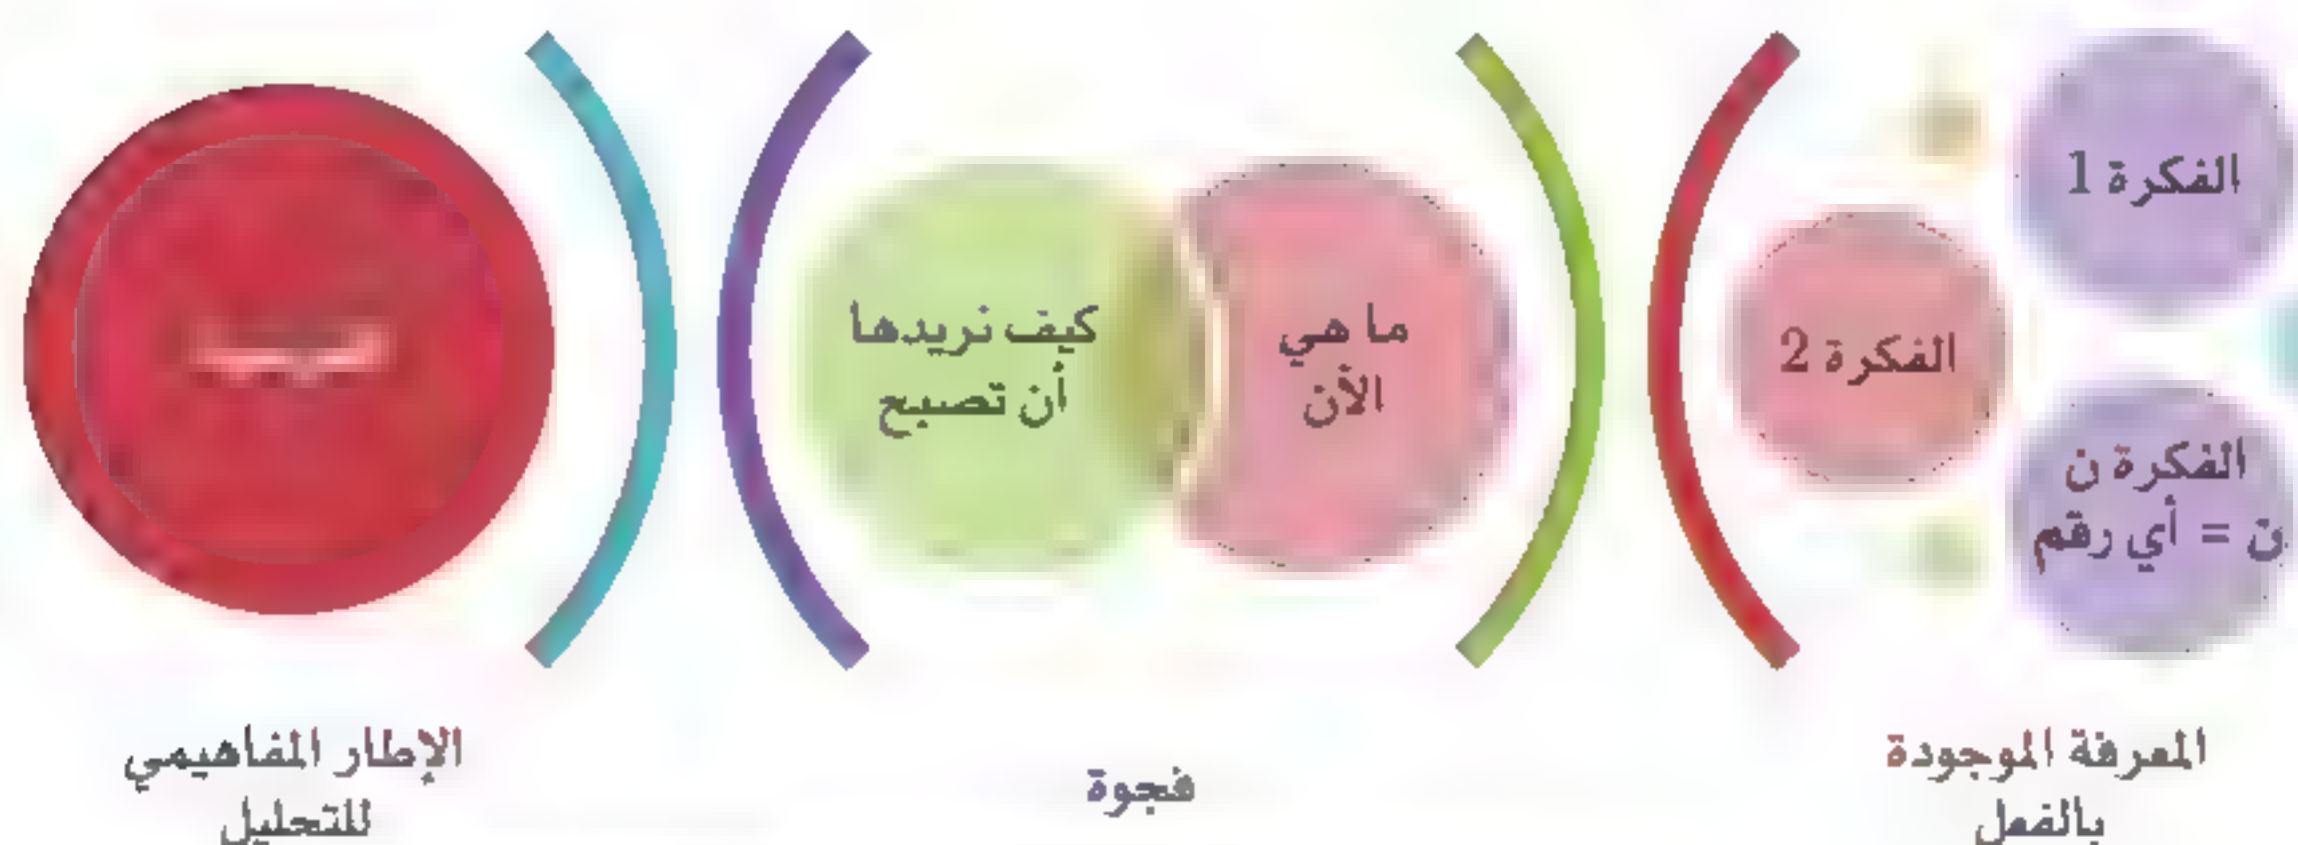 الفكرة 1
الفكرة 2
الفكرة ن
ن = أي رقم
المعرفة الموجودة
بالفعل
ما هي
الآن
كيف نريدها
أن تصبح
فجوة
الإطار المفاهيمي
للتحليل